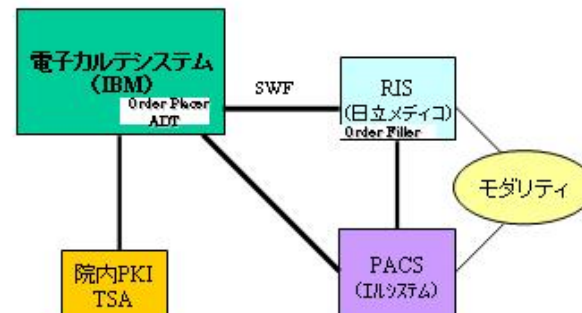 電子カルテシステム
(IBM)
Order Placer
ADT
SWF
RIS
(日立メディコ)
Order Filler
モダリティ
院内PKI
TSA
PACS
(エルシステム)